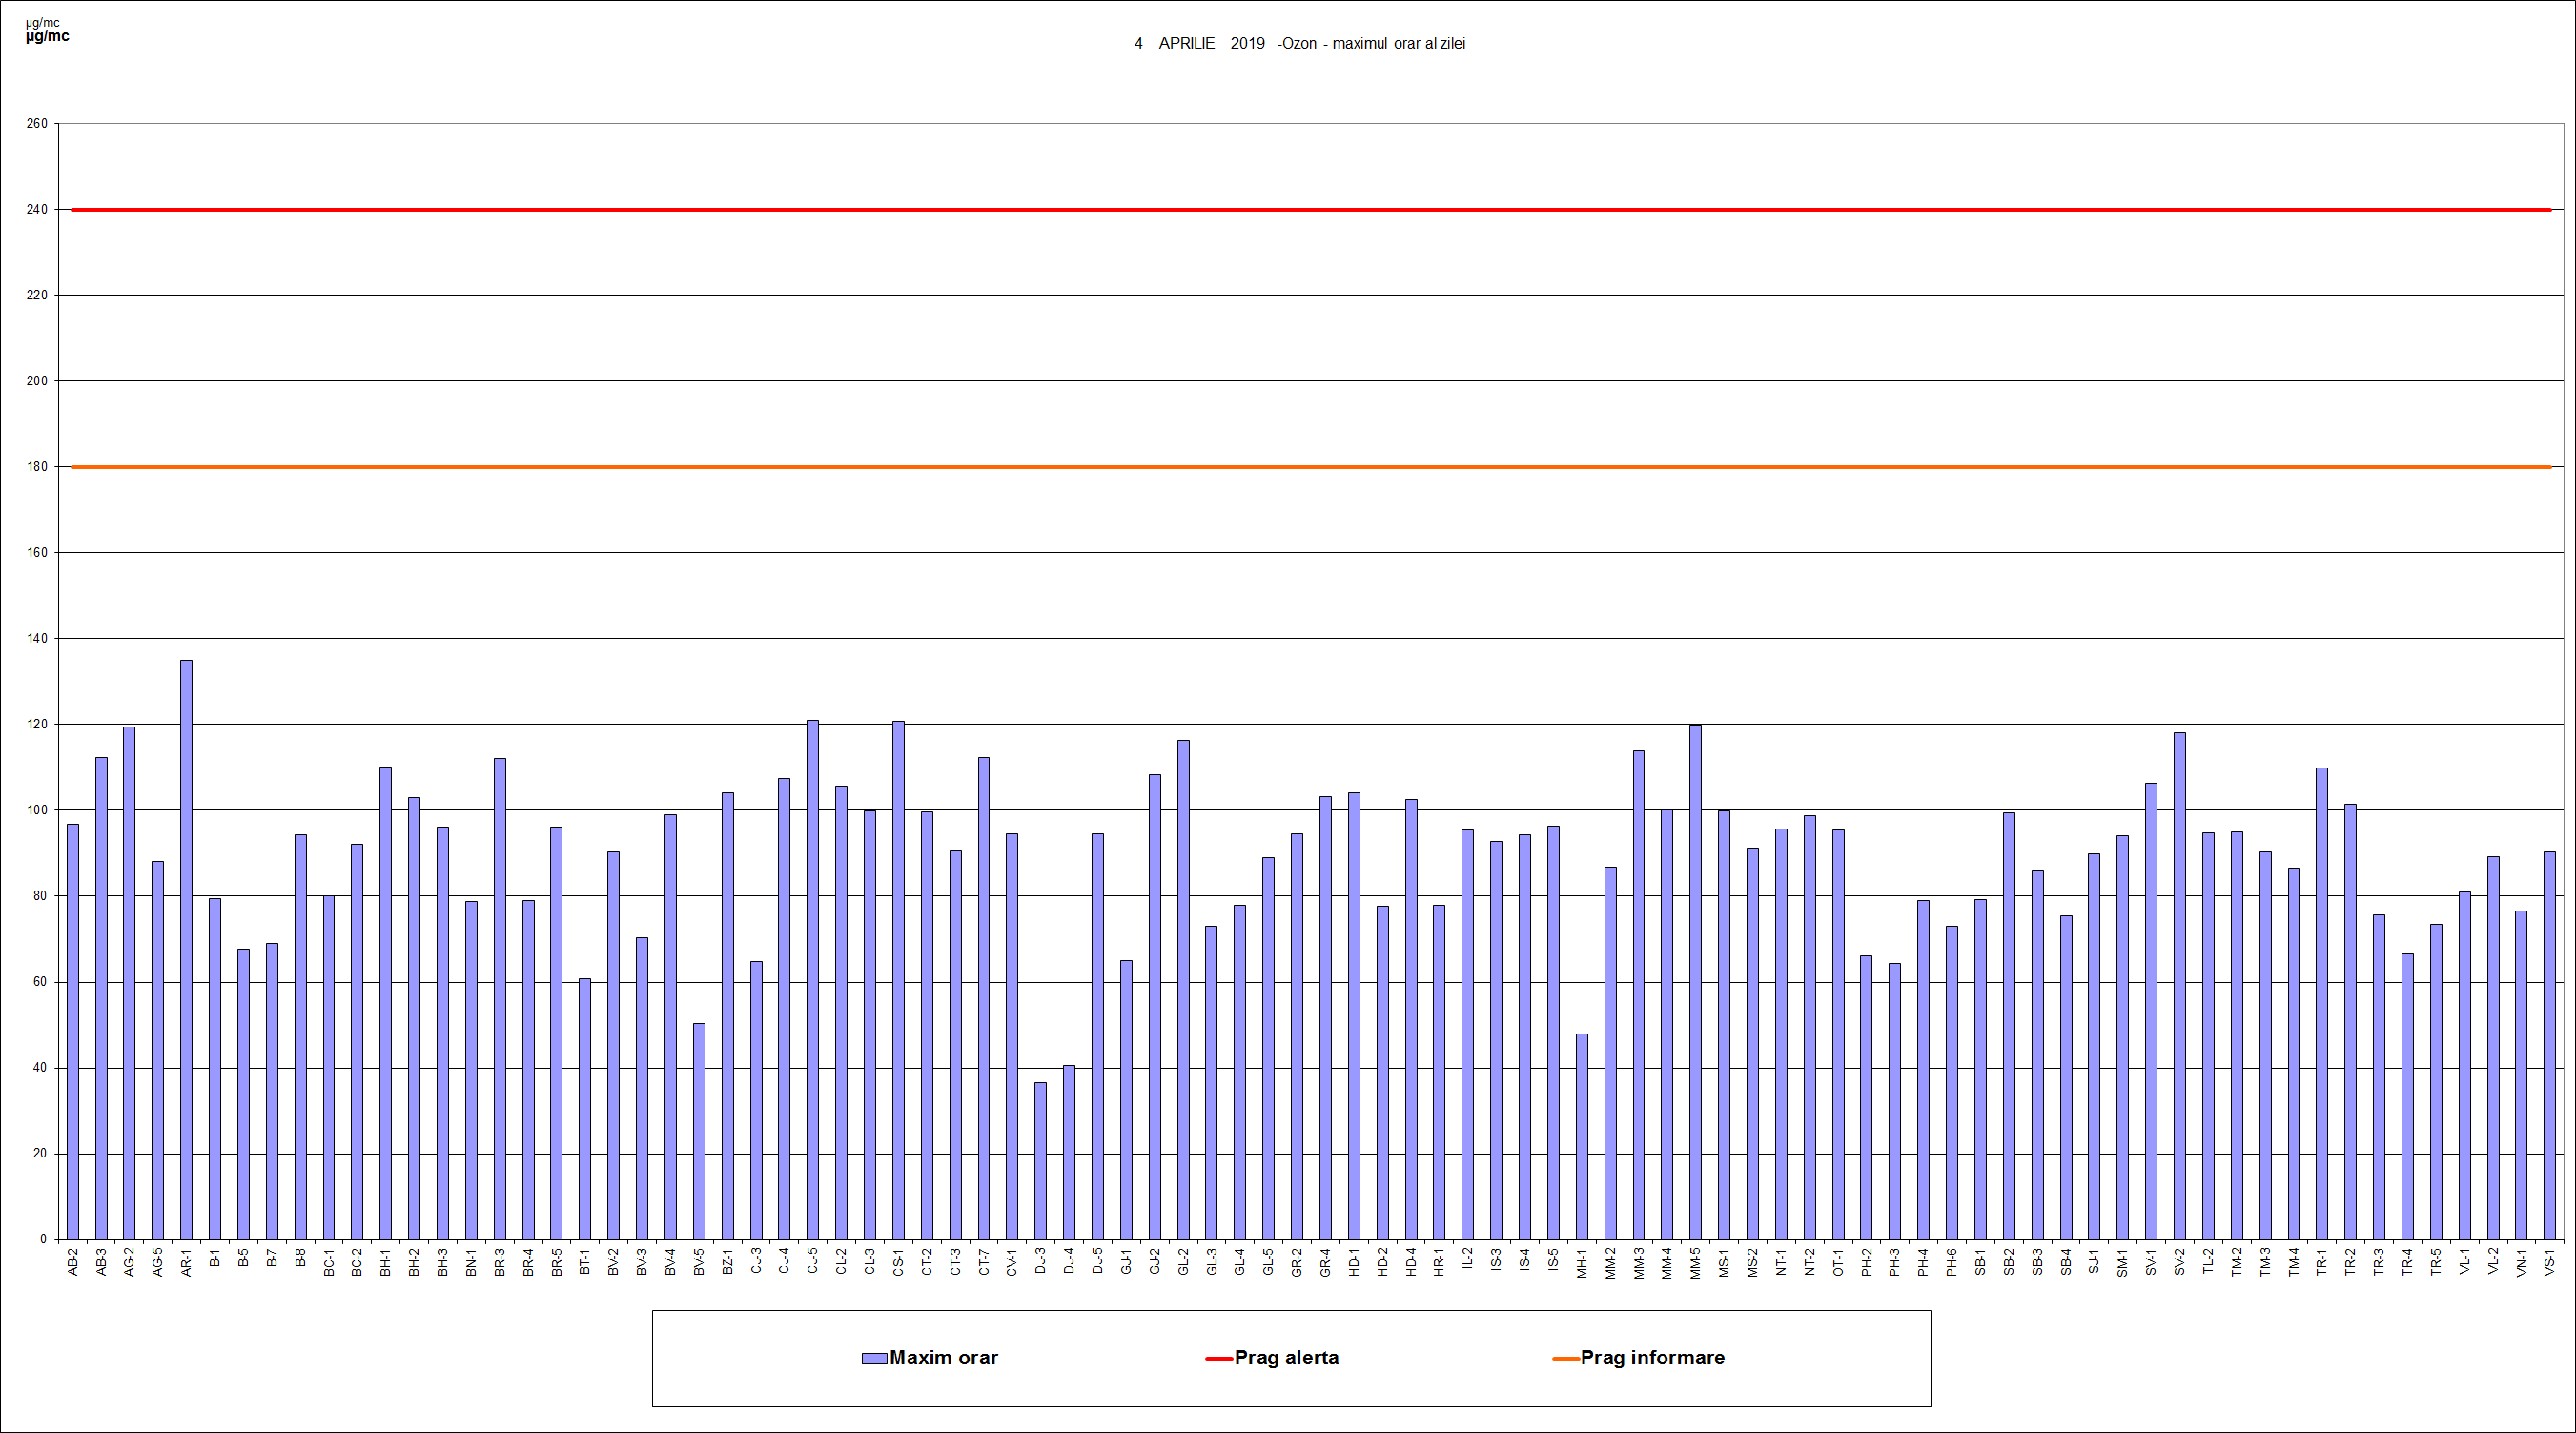 µg/mc
µg/mc
4 APRILIE 2019 -Ozon - maximul orar al zilei
260
240
220
200
180
160
140
120
100
80
60
40
20
0
AB-2 AB-3 AG-2 AG-5 AR-1 B-1 B-5 B-7 B-8 BC-1 BC-2 BH-1 BH-2 BH-3 BN-1 BR-3 BR-4 BR-5 BT-1 BV-2 BV-3 BV-4 BV-5 BZ-1 CJ-3 CJ-4 CJ-5 CL-2 CL-3 CS-1 CT-2 CT-3 CT-7 CV-1 DJ-3 DJ-4 DJ-5 GJ-1 GJ-2 GL-2 GL-3 GL-4 GL-5 GR-2 GR-4 HD-1 HD-2 HD-4 HR-1 IL-2 IS-3 IS-4 IS-5 MH-1 MM-2 MM-3 MM-4 MM-5 MS-1 MS-2 NT-1 NT-2 OT-1 PH-2 PH-3 PH-4 PH-6 SB-1 SB-2 SB-3 SB-4 SJ-1 SM-1 SV-1 SV-2 TL-2 TM-2 TM-3 TM-4 TR-1 TR-2 TR-3 TR-4 TR-5 VL-1 VL-2 VN-1 VS-1
Maxim orar Prag alerta Prag informare